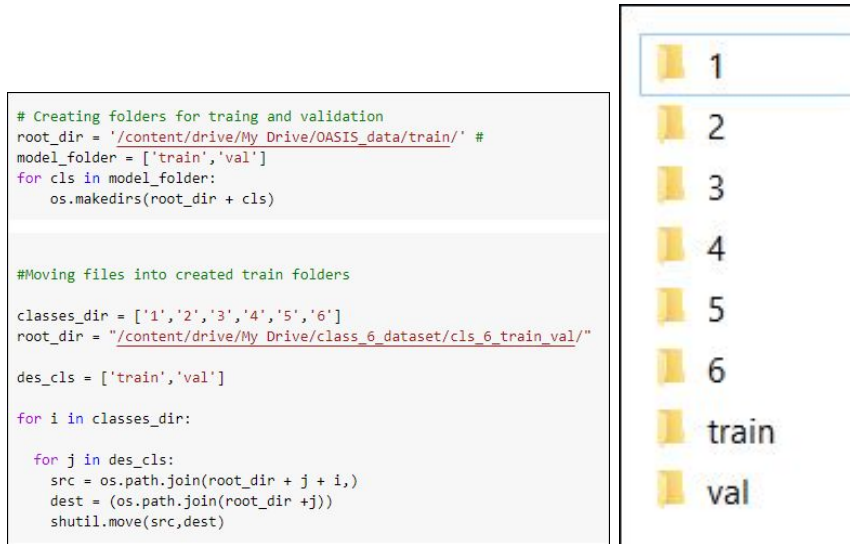 # Creating folders for traing and validation
root_dir = '/content/drive/My Drive/OASIS_data/train/' #
model_folder = ['train','val']
for cls in model_folder:
    os.makedirs(root_dir + cls)
#Moving files into created train folders
classes_dir = ['1','2','3','4','5','6']
root_dir = "/content/drive/My Drive/class_6_dataset/cls_6_train_val/"
des_cls = ['train','val']
for i in classes_dir:
  for j in des_cls:
    src = os.path.join(root_dir + j + i,)
    dest = (os.path.join(root_dir +j))
    shutil.move(src,dest)
1
2
3
4
5
6
train
val